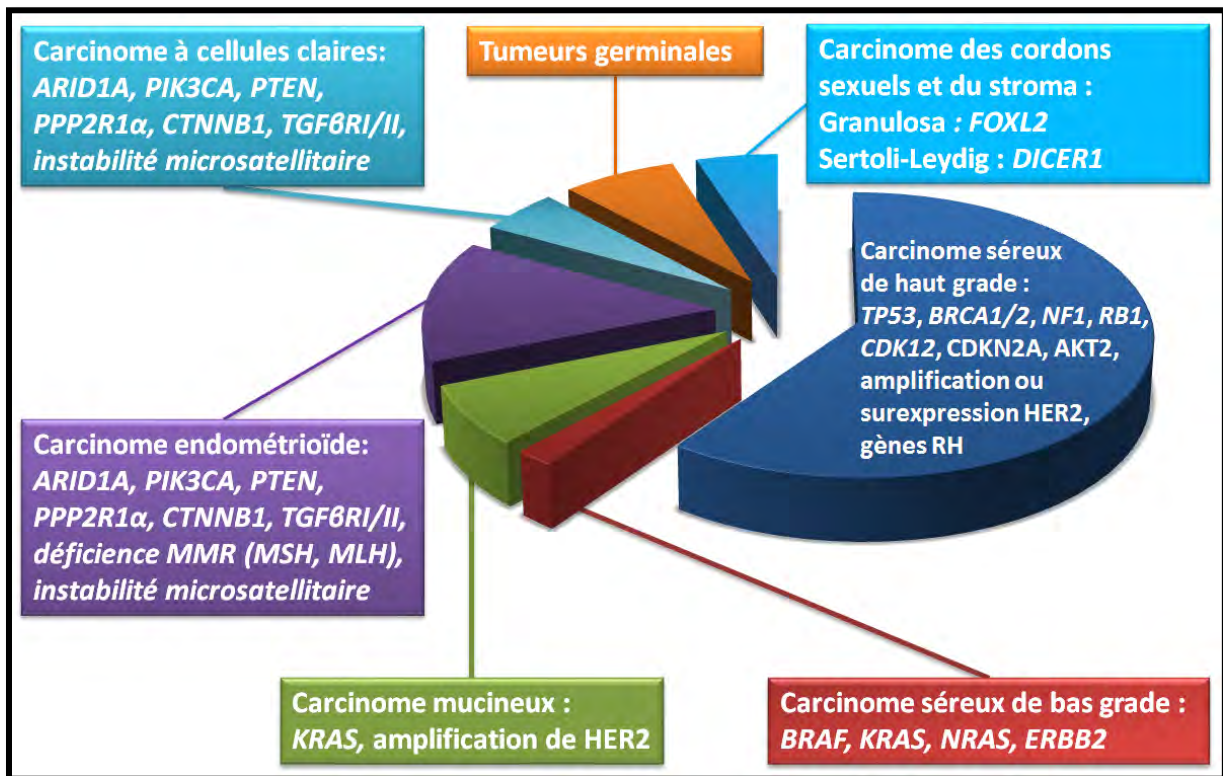 Carcinome à cellules claires:
ARID1A, PIK3CA, PTEN,
PPP2R1α, CTNNB1, TGFβRI/II,
instabilité microsatellitaire
Tumeurs germinales
Carcinome des cordons
sexuels et du stroma :
Granulosa : FOXL2
Sertoli-Leydig : DICER1
Carcinome séreux
de haut grade :
TP53, BRCA1/2, NF1, RB1,
CDK12, CDKN2A, AKT2,
amplification ou
surexpression HER2,
gènes RH
Carcinome endométrioïde:
ARID1A, PIK3CA, PTEN,
PPP2R1α, CTNNB1, TGFβRI/II,
déficience MMR (MSH, MLH),
instabilité microsatellitaire
Carcinome mucineux :
KRAS, amplification de HER2
Carcinome séreux de bas grade :
BRAF, KRAS, NRAS, ERBB2